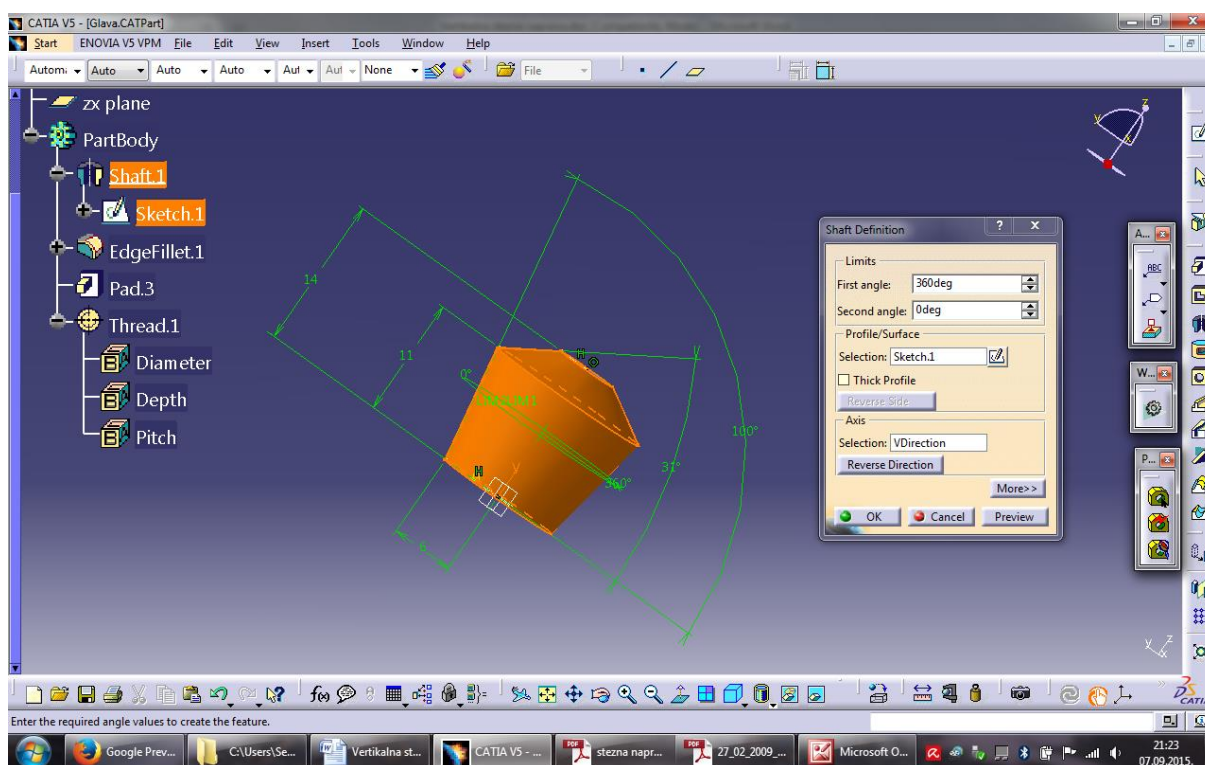 CATIA V5 - [Glava.CATPart]
Start ENOVIA V5 VPM File Edit View Insert Tools Window Help
Auto Auto Auto Aut Aut None File
zx plane
PartBody
Shaft.1
Sketch.1
EdgeFillet.1
Pad.3
Thread.1
Diameter
Depth
Pitch
z
y
x
14
11
0°
H
100°
31°
360°
H
y
6
Shaft Definition ? X
Limits
First angle: 360deg
Second angle: 0deg
Profile/Surface
Selection: Sketch.1
Thick Profile
Reverse Side
Axis
Selection: VDirection
Reverse Direction
More>>
OK Cancel Preview
A...
ABC
W...
P...
y z
x
f(x)
CATIA
Enter the required angle values to create the feature.
Google Prev... C:\Users\Se... Vertikalna st... CATIA V5 - ... stezna napr... 27_02_2009_... Microsoft O...
21:23
07.09.2015.